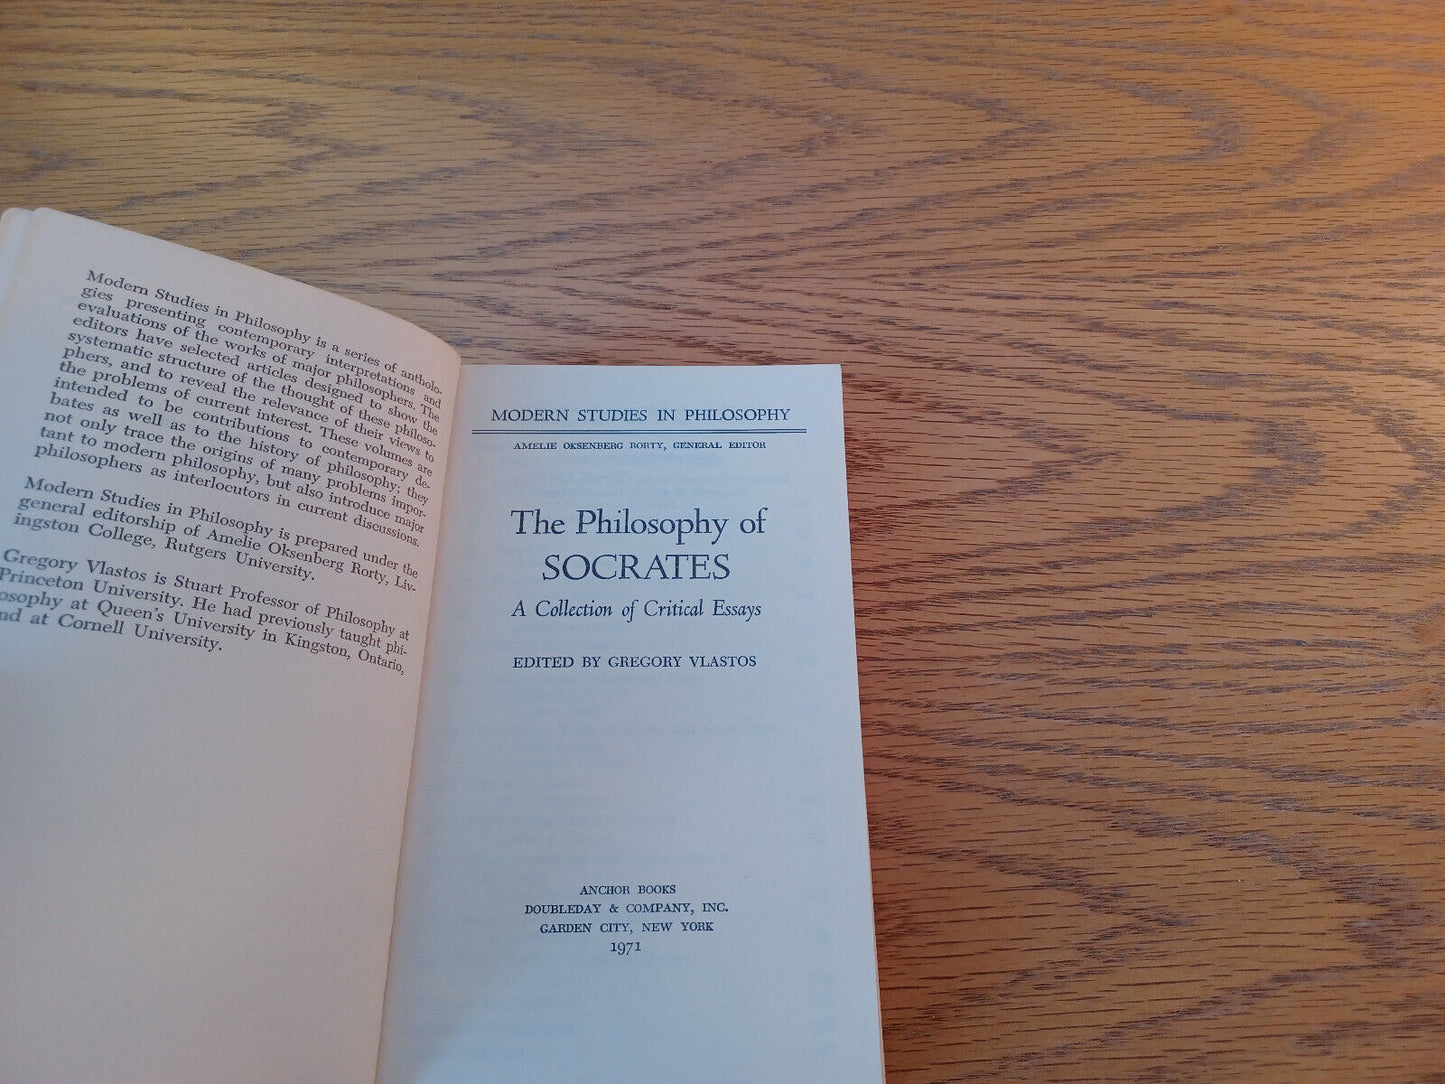 Modern Studies in Philosophy is a series of antholo-
gies presenting contemporary interpretations and
evaluations of the works of major philosophers. The
editors have selected articles designed to show the
systematic structure of the thought of these philoso-
phers, and to reveal the relevance of their views to
the problems of current interest. These volumes are
intended to be contributions to contemporary de-
bates as well as to the history of philosophy; they
not only trace the origins of many problems impor-
tant to modern philosophy, but also introduce major
philosophers as interlocutors in current discussions.
Modern Studies in Philosophy is prepared under the
general editorship of Amelie Oksenberg Rorty, Liv-
ingston College, Rutgers University.
Gregory Vlastos is Stuart Professor of Philosophy at
Princeton University. He had previously taught phi-
osophy at Queen's University in Kingston, Ontario,
nd at Cornell University.
MODERN STUDIES IN PHILOSOPHY
AMELIE OKSENBERG RORTY, GENERAL EDITOR
The Philosophy of
SOCRATES
A Collection of Critical Essays
EDITED BY GREGORY VLASTOS
ANCHOR BOOKS
DOUBLEDAY & COMPANY, INC.
GARDEN CITY, NEW YORK
1971